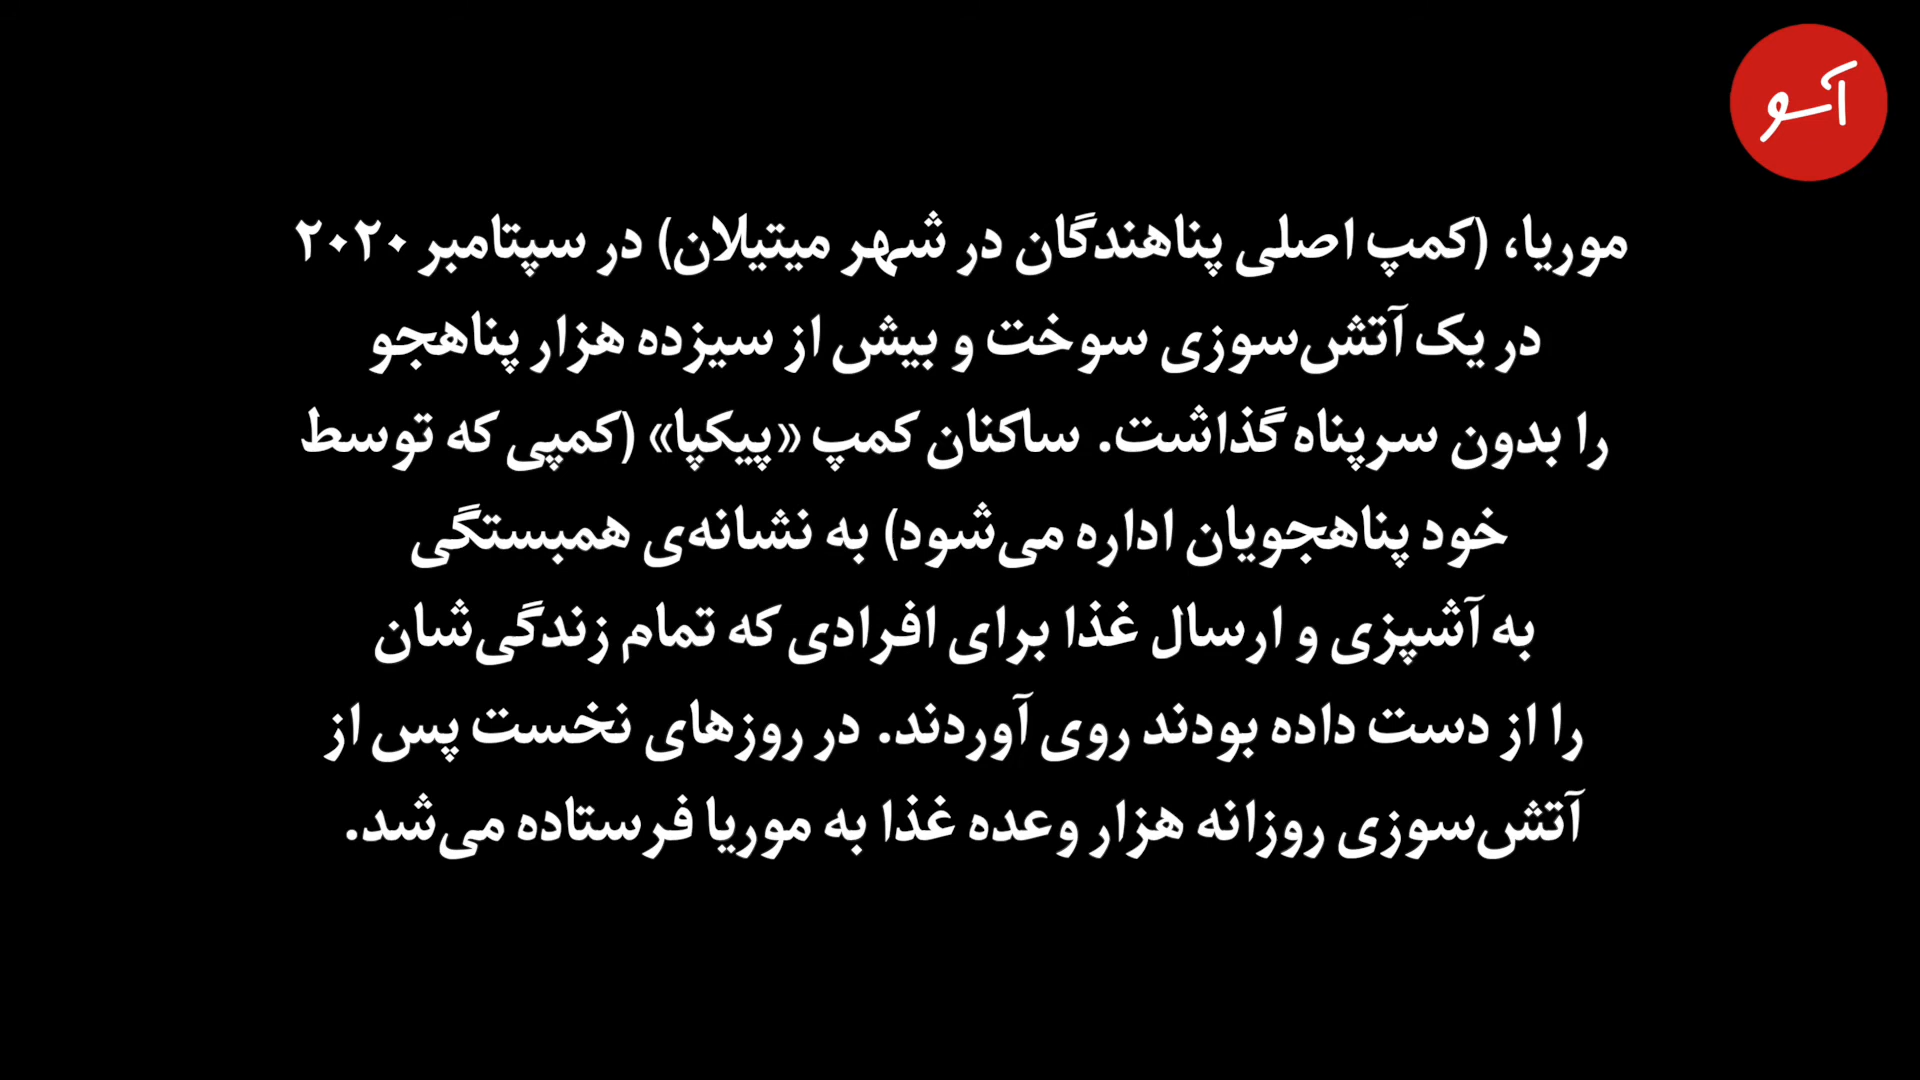 آسو
موریا، (کمپ اصلی پناهندگان در شهر میتیلان) در سپتامبر ۲۰۲۰
در یک آتش‌سوزی سوخت و بیش از سیزده هزار پناهجو
را بدون سرپناه گذاشت. ساکنان کمپ «پیکپا» (کمپی که توسط
خود پناهجویان اداره می‌شود) به نشانه‌ی همبستگی
به آشپزی و ارسال غذا برای افرادی که تمام زندگی‌شان
را از دست داده بودند روی آوردند. در روزهای نخست پس از
آتش‌سوزی روزانه هزار وعده غذا به موریا فرستاده می‌شد.